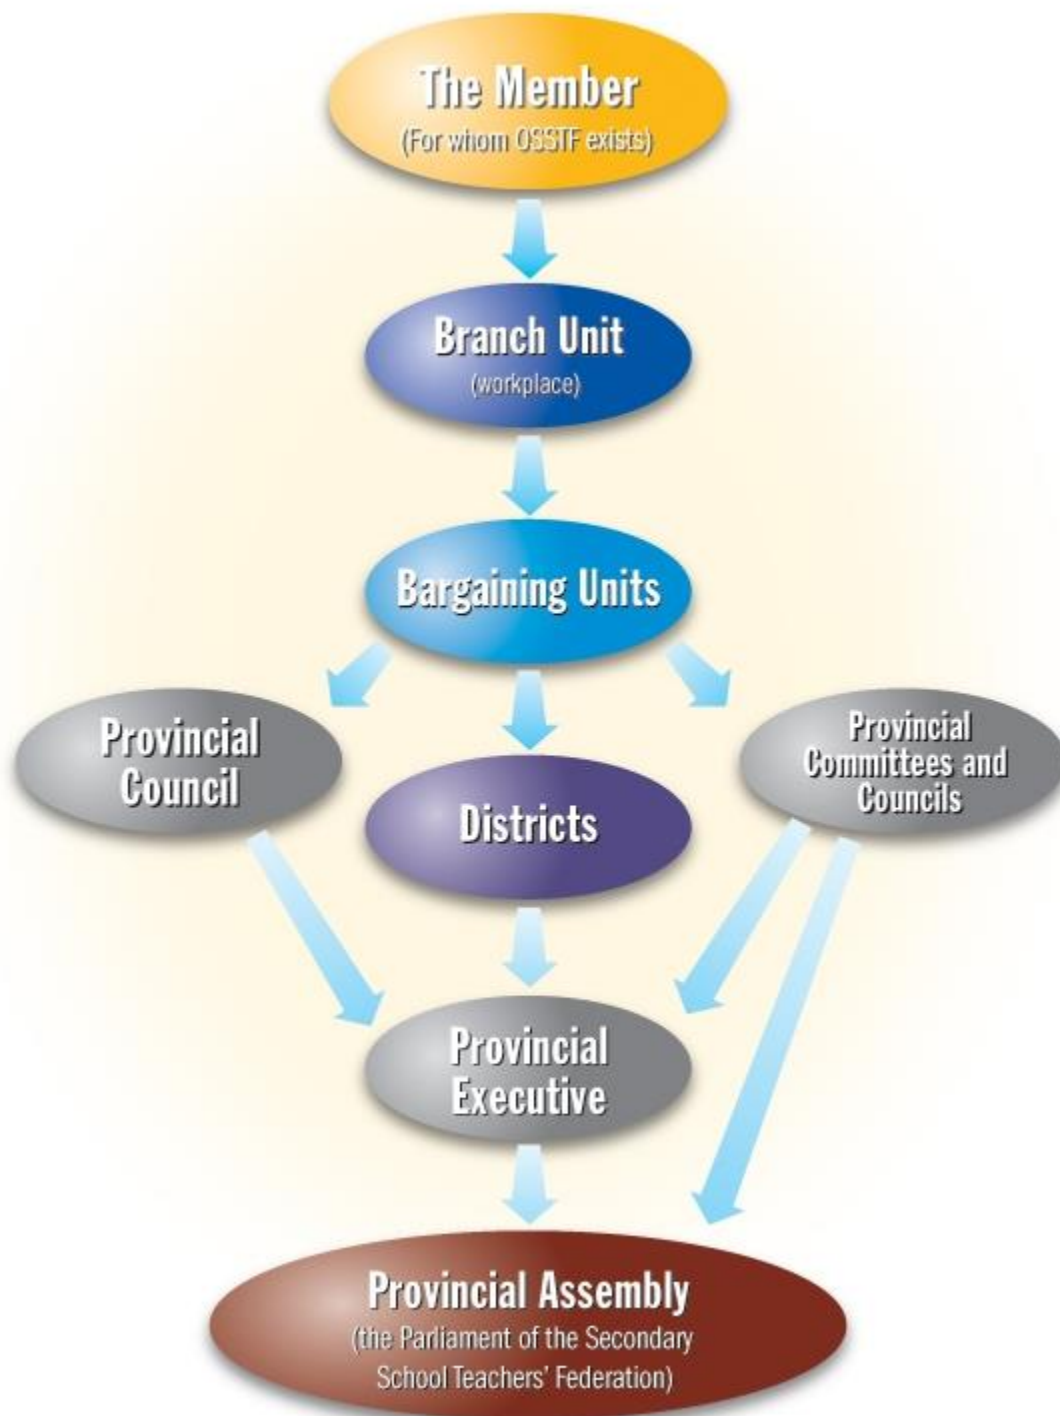 The Member
(For whom OSSTF exists)
Branch Unit
(workplace)
Bargaining Units
Provincial
Council
Districts
Provincial
Committees and
Councils
Provincial
Executive
Provincial Assembly
(the Parliament of the Secondary
School Teachers' Federation)